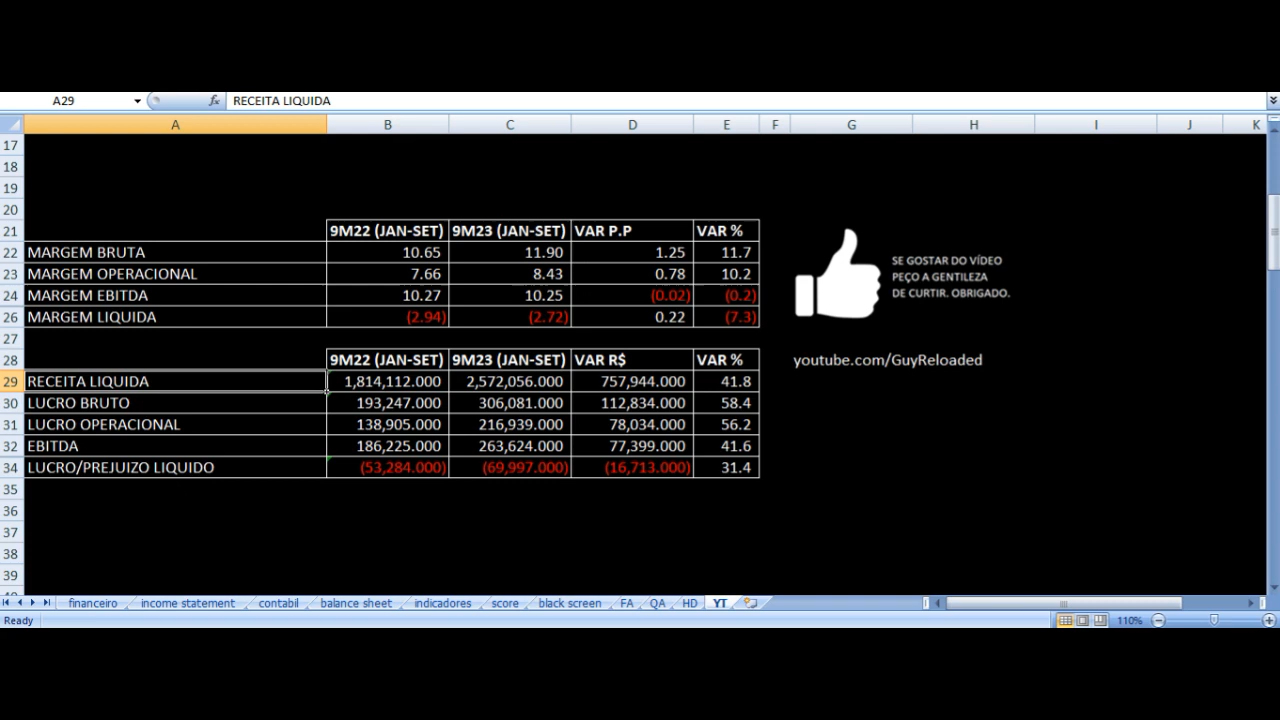 A29 fx RECEITA LIQUIDA
A B C D E F G H I J K
17
18
19
20
21 9M22 (JAN-SET) 9M23 (JAN-SET) VAR P.P VAR %
22 MARGEM BRUTA 10.65 11.90 1.25 11.7
23 MARGEM OPERACIONAL 7.66 8.43 0.78 10.2
24 MARGEM EBITDA 10.27 10.25 (0.02) (0.2)
26 MARGEM LIQUIDA (2.94) (2.72) 0.22 (7.3)
SE GOSTAR DO VÍDEO
PEÇO A GENTILEZA
DE CURTIR. OBRIGADO.
27
28 9M22 (JAN-SET) 9M23 (JAN-SET) VAR R$ VAR % youtube.com/GuyReloaded
29 RECEITA LIQUIDA 1,814,112.000 2,572,056.000 757,944.000 41.8
30 LUCRO BRUTO 193,247.000 306,081.000 112,834.000 58.4
31 LUCRO OPERACIONAL 138,905.000 216,939.000 78,034.000 56.2
32 EBITDA 186,225.000 263,624.000 77,399.000 41.6
34 LUCRO/PREJUIZO LIQUIDO (53,284.000) (69,997.000) (16,713.000) 31.4
35
36
37
38
39
financeiro income statement contabil balance sheet indicadores score black screen FA QA HD YT
Ready 110%